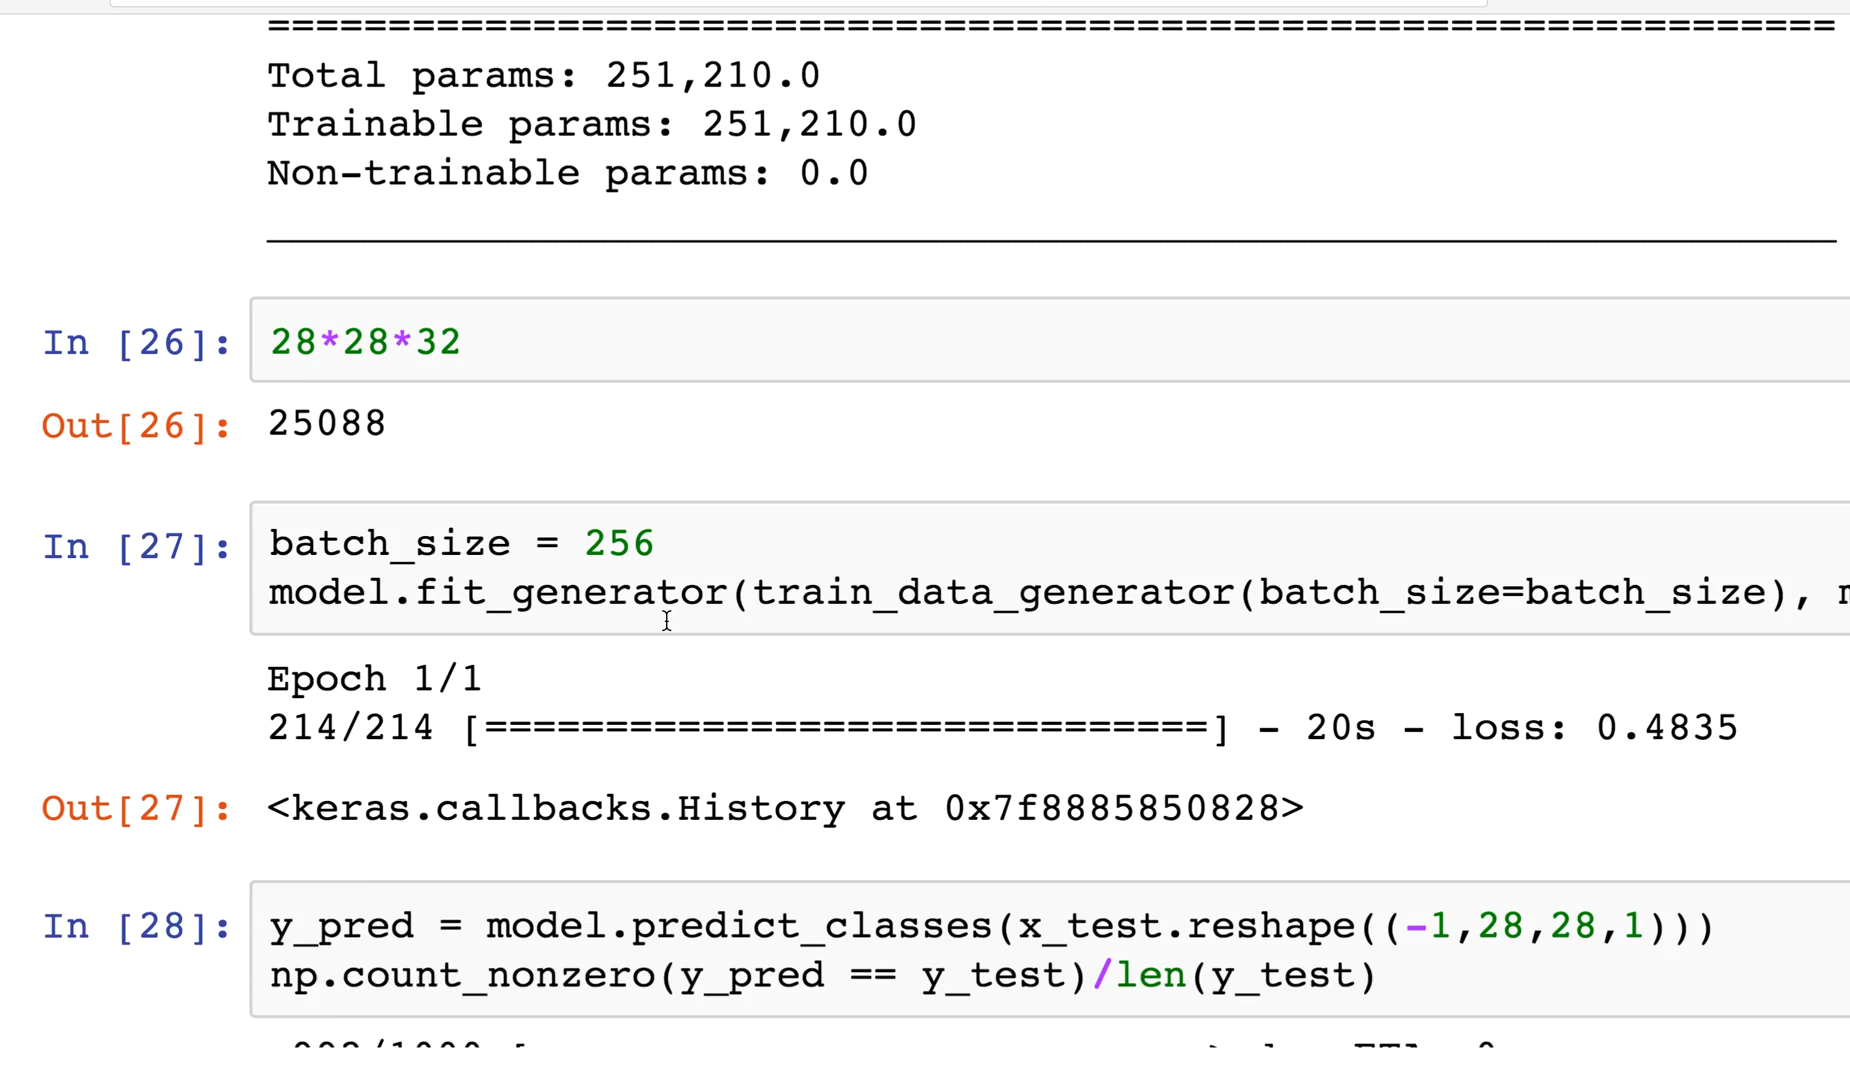 ==================================================================
Total params: 251,210.0
Trainable params: 251,210.0
Non-trainable params: 0.0
__________________________________________________________________
In [26]: 28*28*32
Out[26]: 25088
In [27]: batch_size = 256
model.fit_generator(train_data_generator(batch_size=batch_size),
Epoch 1/1
214/214 [==============================] - 20s - loss: 0.4835
Out[27]: <keras.callbacks.History at 0x7f8885850828>
In [28]: y_pred = model.predict_classes(x_test.reshape((-1,28,28,1)))
np.count_nonzero(y_pred == y_test)/len(y_test)